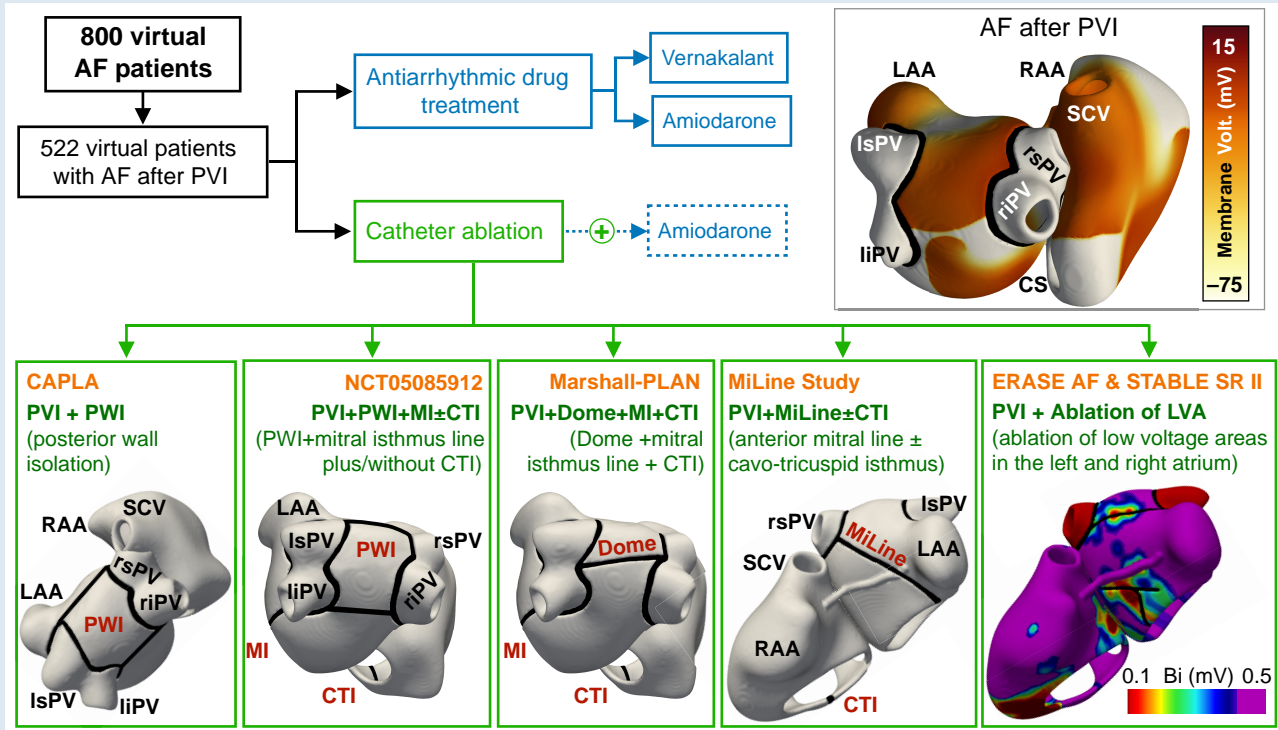 800 virtual
AF patients
522 virtual patients
with AF after PVI
Antiarrhythmic drug
treatment
Vernakalant
Amiodarone
Catheter ablation
+
Amiodarone
AF after PVI
LAA
RAA
SCV
lsPV
rsPV
riPV
liPV
CS
15
Membrane Volt. (mV)
–75
CAPLA
PVI + PWI
(posterior wall
isolation)
SCV
RAA
rsPV
LAA
riPV
PWI
lsPV
liPV
NCT05085912
PVI+PWI+MI±CTI
(PWI+mitral isthmus line
plus/without CTI)
LAA
lsPV
PWI
rsPV
liPV
riPV
MI
CTI
Marshall-PLAN
PVI+Dome+MI+CTI
(Dome +mitral
isthmus line + CTI)
Dome
MI
CTI
MiLine Study
PVI+MiLine±CTI
(anterior mitral line ±
cavo-tricuspid isthmus)
lsPV
rsPV
MiLine
LAA
SCV
RAA
CTI
ERASE AF & STABLE SR II
PVI + Ablation of LVA
(ablation of low voltage areas
in the left and right atrium)
0.1 Bi (mV) 0.5